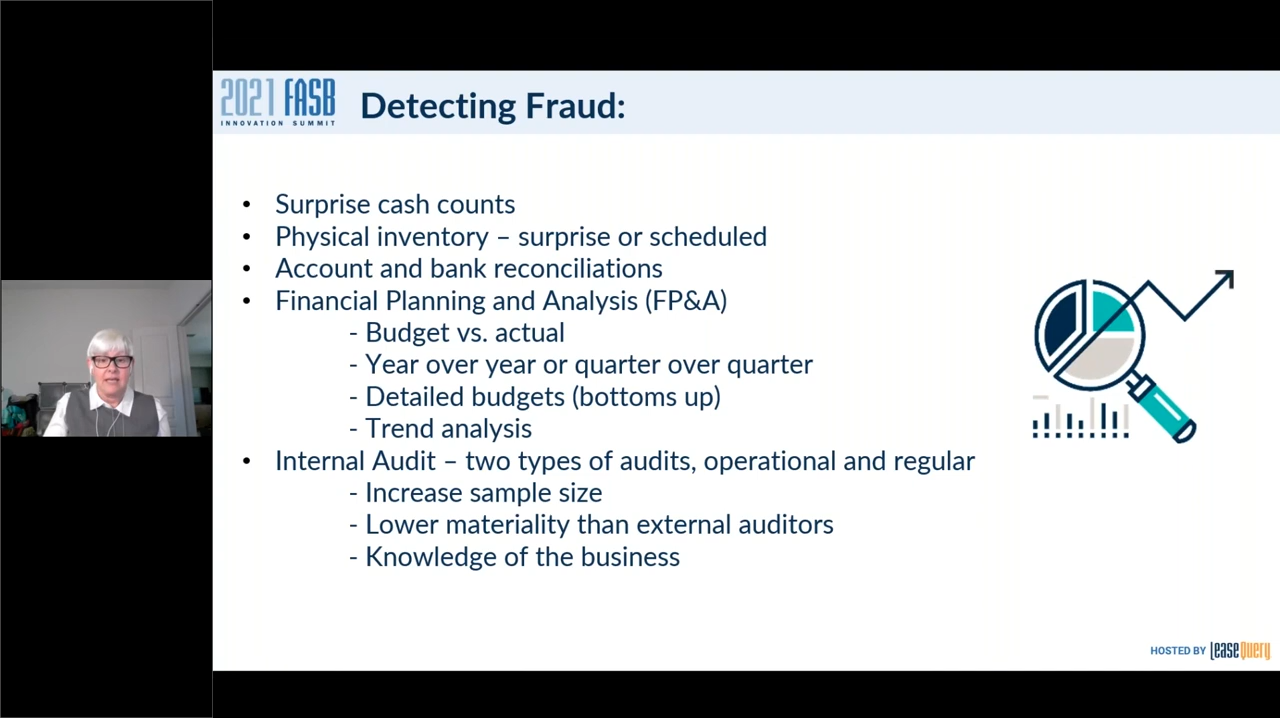 2021 FASB
INNOVATION SUMMIT
Detecting Fraud:
• Surprise cash counts
• Physical inventory – surprise or scheduled
• Account and bank reconciliations
• Financial Planning and Analysis (FP&A)
- Budget vs. actual
- Year over year or quarter over quarter
- Detailed budgets (bottoms up)
- Trend analysis
• Internal Audit – two types of audits, operational and regular
- Increase sample size
- Lower materiality than external auditors
- Knowledge of the business
HOSTED BY LeaseQuery